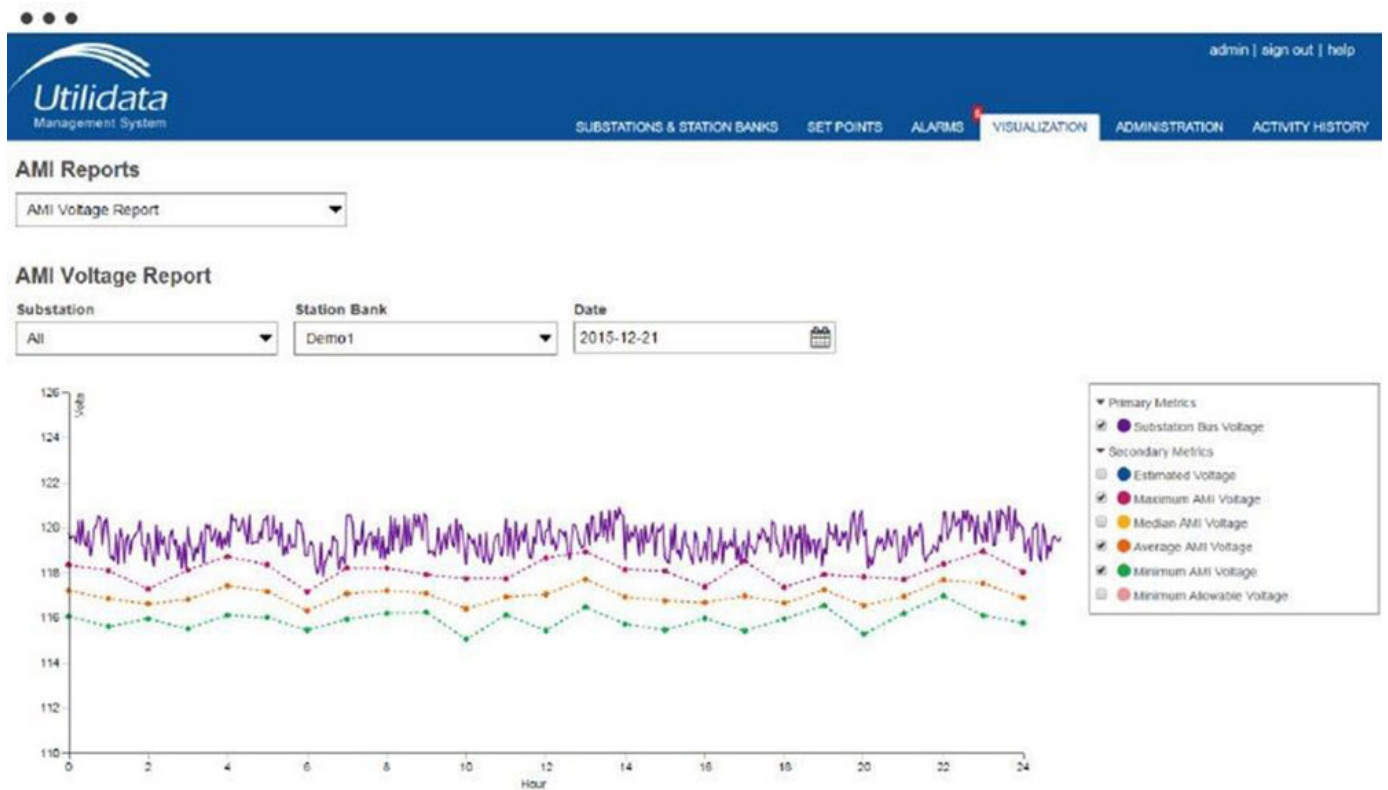 admin | sign out | help
Utilidata
Management System
SUBSTATIONS & STATION BANKS SET POINTS ALARMS VISUALIZATION ADMINISTRATION ACTIVITY HISTORY
AMI Reports
AMI Voltage Report
AMI Voltage Report
Substation Station Bank Date
All Demo1 2015-12-21
126
Volts
124
122
120
118
116
114
112
110
0 2 4 6 8 10 12 14 16 18 20 22 24
Hour
Primary Metrics
Substation Bus Voltage
Secondary Metrics
Estimated Voltage
Maximum AMI Voltage
Median AMI Voltage
Average AMI Voltage
Minimum AMI Voltage
Minimum Allowable Voltage